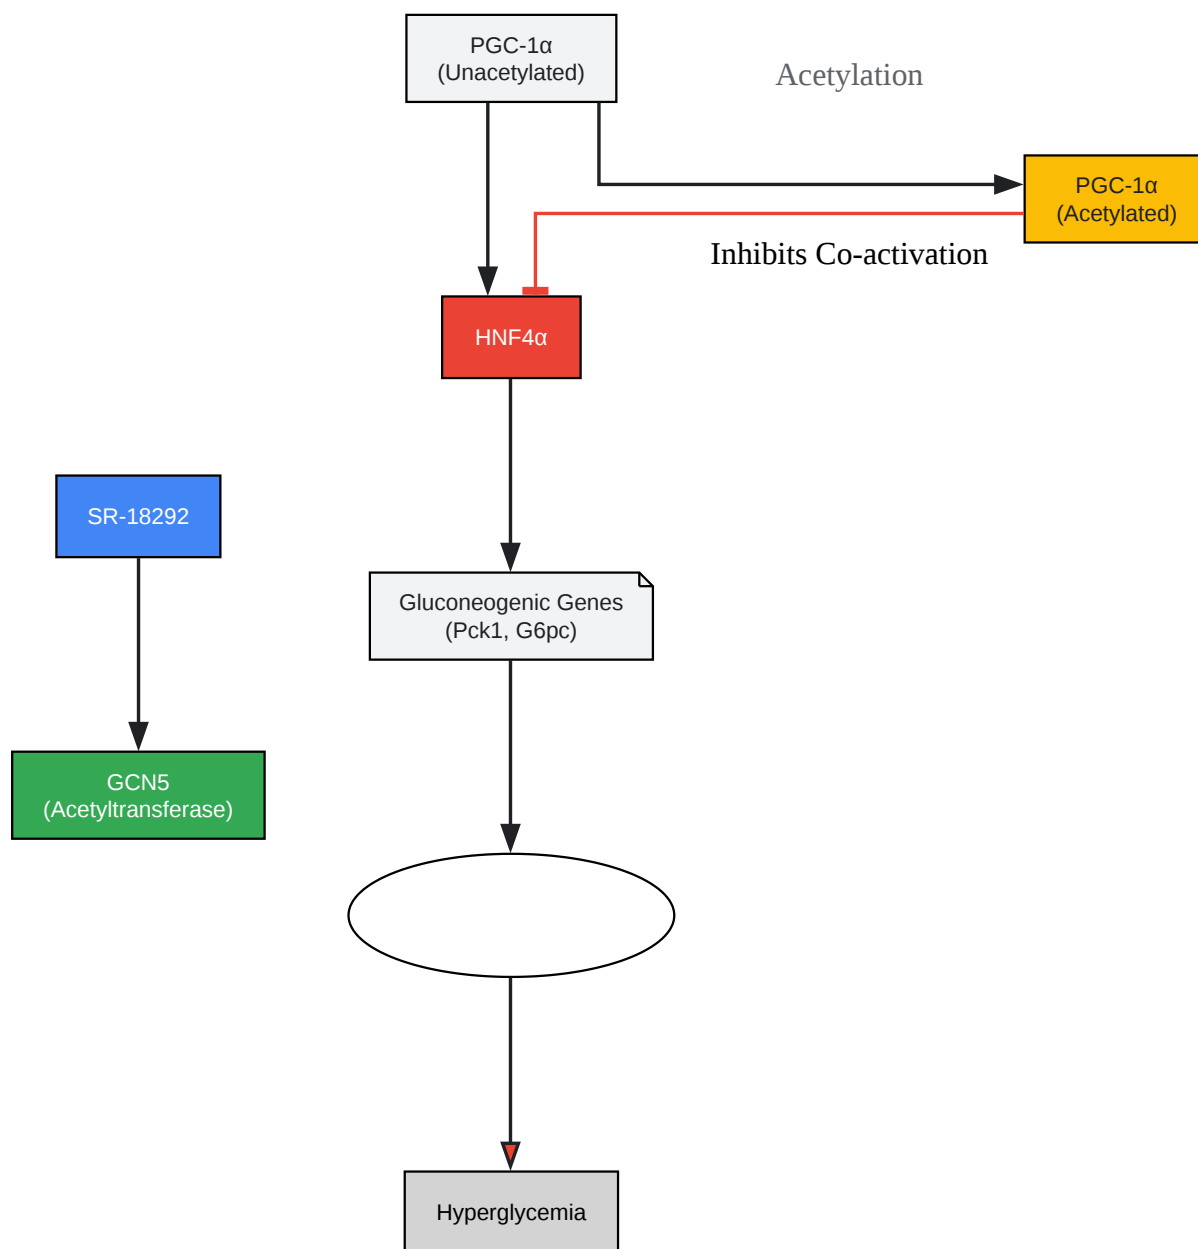 PGC-1α
(Unacetylated)
Acetylation
PGC-1α
(Acetylated)
Inhibits Co-activation
HNF4α
SR-18292
Gluconeogenic Genes
(Pck1, G6pc)
GCN5
(Acetyltransferase)
Hyperglycemia